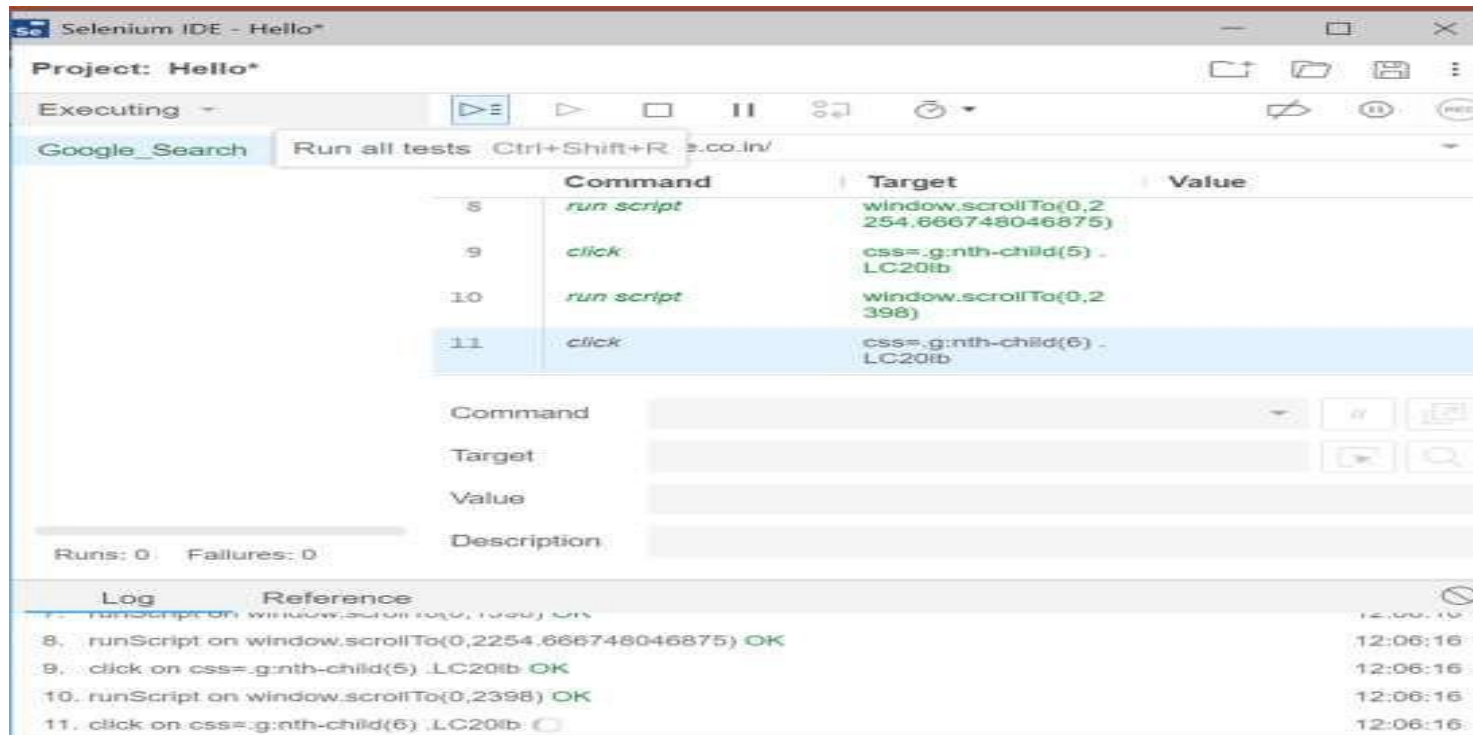 Se Selenium IDE - Hello*
Project: Hello*
Executing
Google_Search Run all tests Ctrl+Shift+R e.co.in/
Command Target Value
8 run script window.scrollTo(0,2
254.666748046875)
9 click css=.g:nth-child(5) .
LC20lb
10 run script window.scrollTo(0,2
398)
11 click css=.g:nth-child(6) .
LC20lb
Command
//
Target
Value
Description
Runs: 0 Failures: 0
Log Reference
8. runScript on window.scrollTo(0,2254.666748046875) OK 12:06:16
9. click on css=.g:nth-child(5) .LC20lb OK 12:06:16
10. runScript on window.scrollTo(0,2398) OK 12:06:16
11. click on css=.g:nth-child(6) .LC20lb 12:06:16